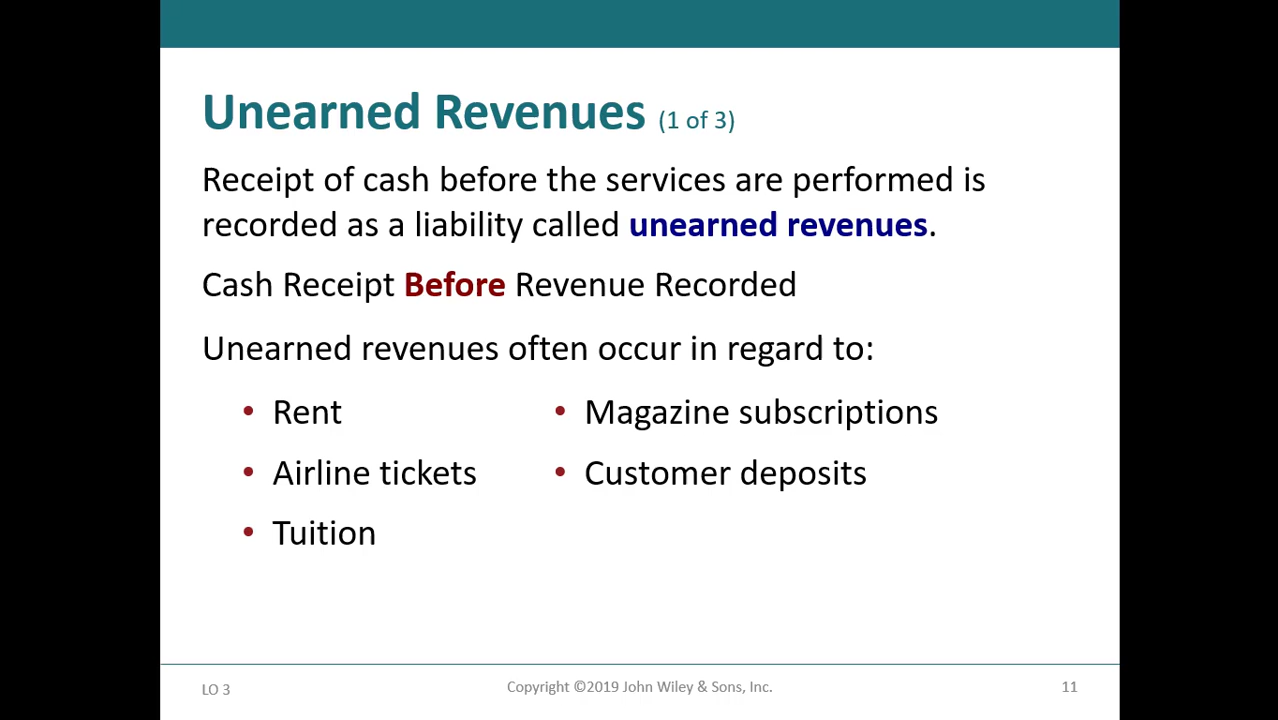 Unearned Revenues (1 of 3)
Receipt of cash before the services are performed is
recorded as a liability called unearned revenues.
Cash Receipt Before Revenue Recorded
Unearned revenues often occur in regard to:
• Rent
• Airline tickets
• Tuition
• Magazine subscriptions
• Customer deposits
LO 3
Copyright ©2019 John Wiley & Sons, Inc.
11